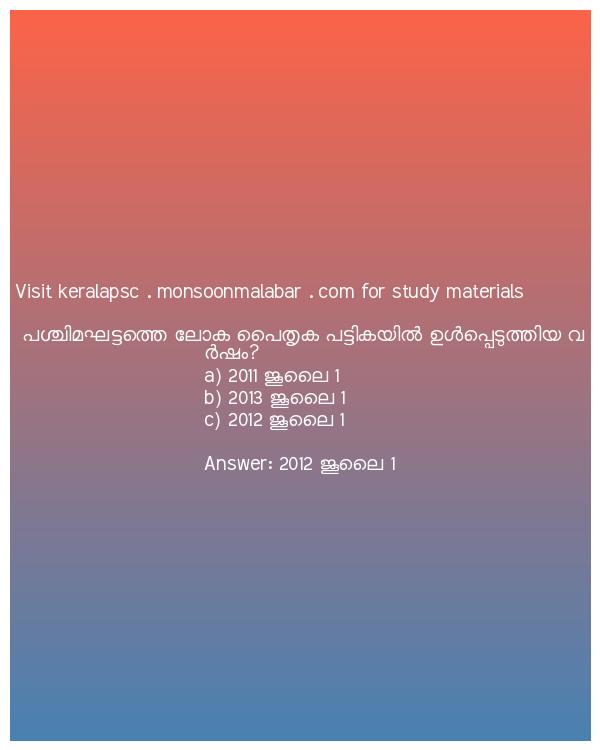 Visit keralapsc . monsoonmalabar . com for study materials
പശ്ചിമഘട്ടത്തെ ലോക പൈതൃക പട്ടികയിൽ ഉൾപ്പെടുത്തിയ വ
ർഷം?
a) 2011 ജൂലൈ 1
b) 2013 ജൂലൈ 1
c) 2012 ജൂലൈ 1
Answer: 2012 ജൂലൈ 1